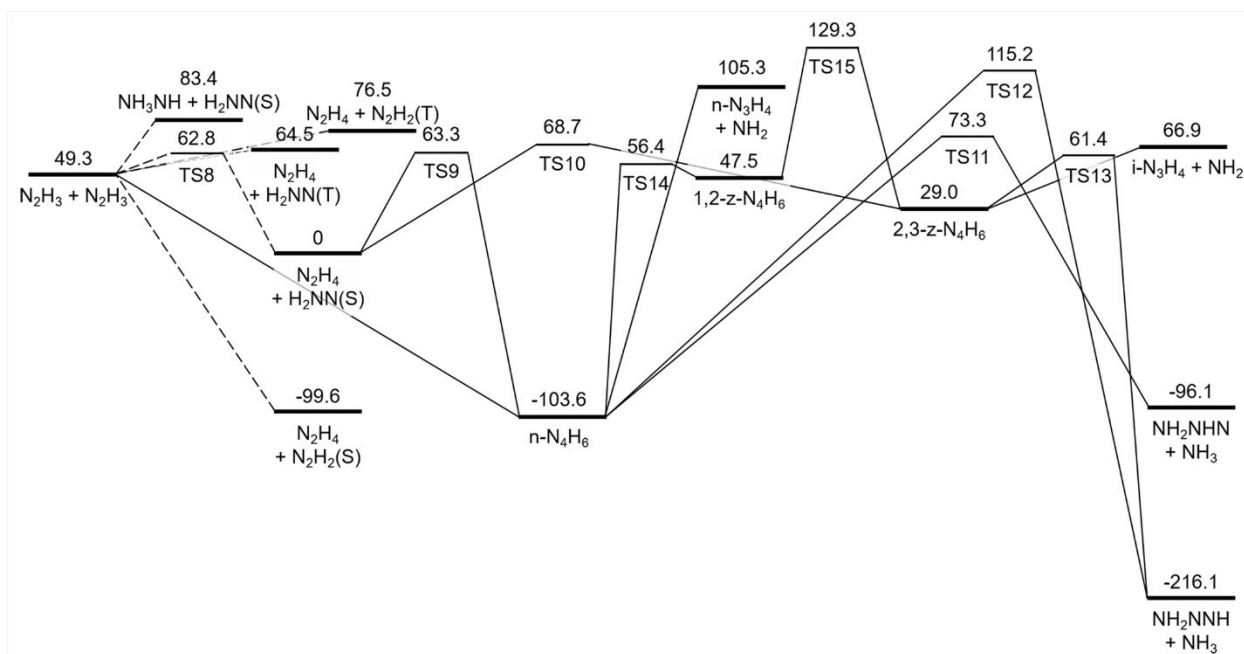 129.3
TS15
115.2
TS12
105.3
n-N₃H₄
+ NH₂
83.4
NH₃NH + H₂NN(S)
76.5
N₂H₄ + N₂H₂(T)
62.8
TS8
64.5
N₂H₄
+ H₂NN(T)
63.3
TS9
68.7
TS10
56.4
TS14
73.3
TS11
61.4
TS13
66.9
i-N₃H₄ + NH₂
49.3
N₂H₃ + N₂H₃
47.5
1,2-z-N₄H₆
29.0
2,3-z-N₄H₆
0
N₂H₄
+ H₂NN(S)
-99.6
N₂H₄
+ N₂H₂(S)
-103.6
n-N₄H₆
-96.1
NH₂NHN
+ NH₃
-216.1
NH₂NNH
+ NH₃